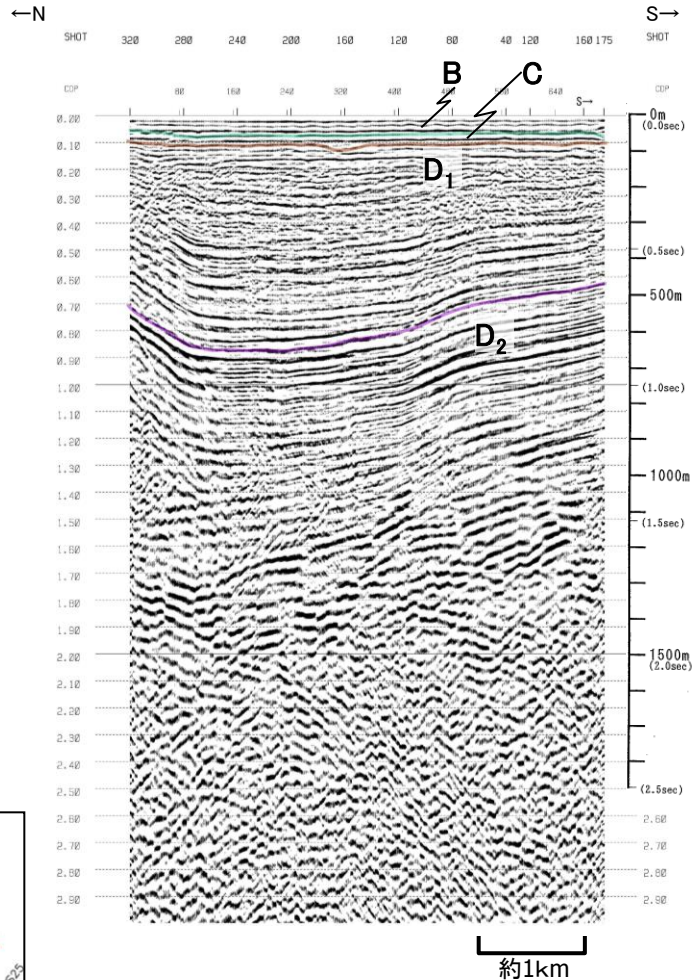 ←N S→
SHOT 320 280 240 200 160 120 80 40 120 160 175 SHOT
B C
CDP 80 160 240 320 400 480 560 640 CDP
S→
0.00 0m
(0.0sec)
0.10
D₁
0.20
0.30
0.40
0.50 (0.5sec)
0.60
500m
0.70
0.80 D₂
0.90
1.00 (1.0sec)
1.10
1.20
1.30
1000m
1.40
1.50 (1.5sec)
1.60
1.70
1.80
1.90
2.00 1500m
(2.0sec)
2.10
2.20
2.30
2.40
2.50 (2.5sec)
2.60 2.60
2.70 2.70
2.80 2.80
2.90 2.90
約1km